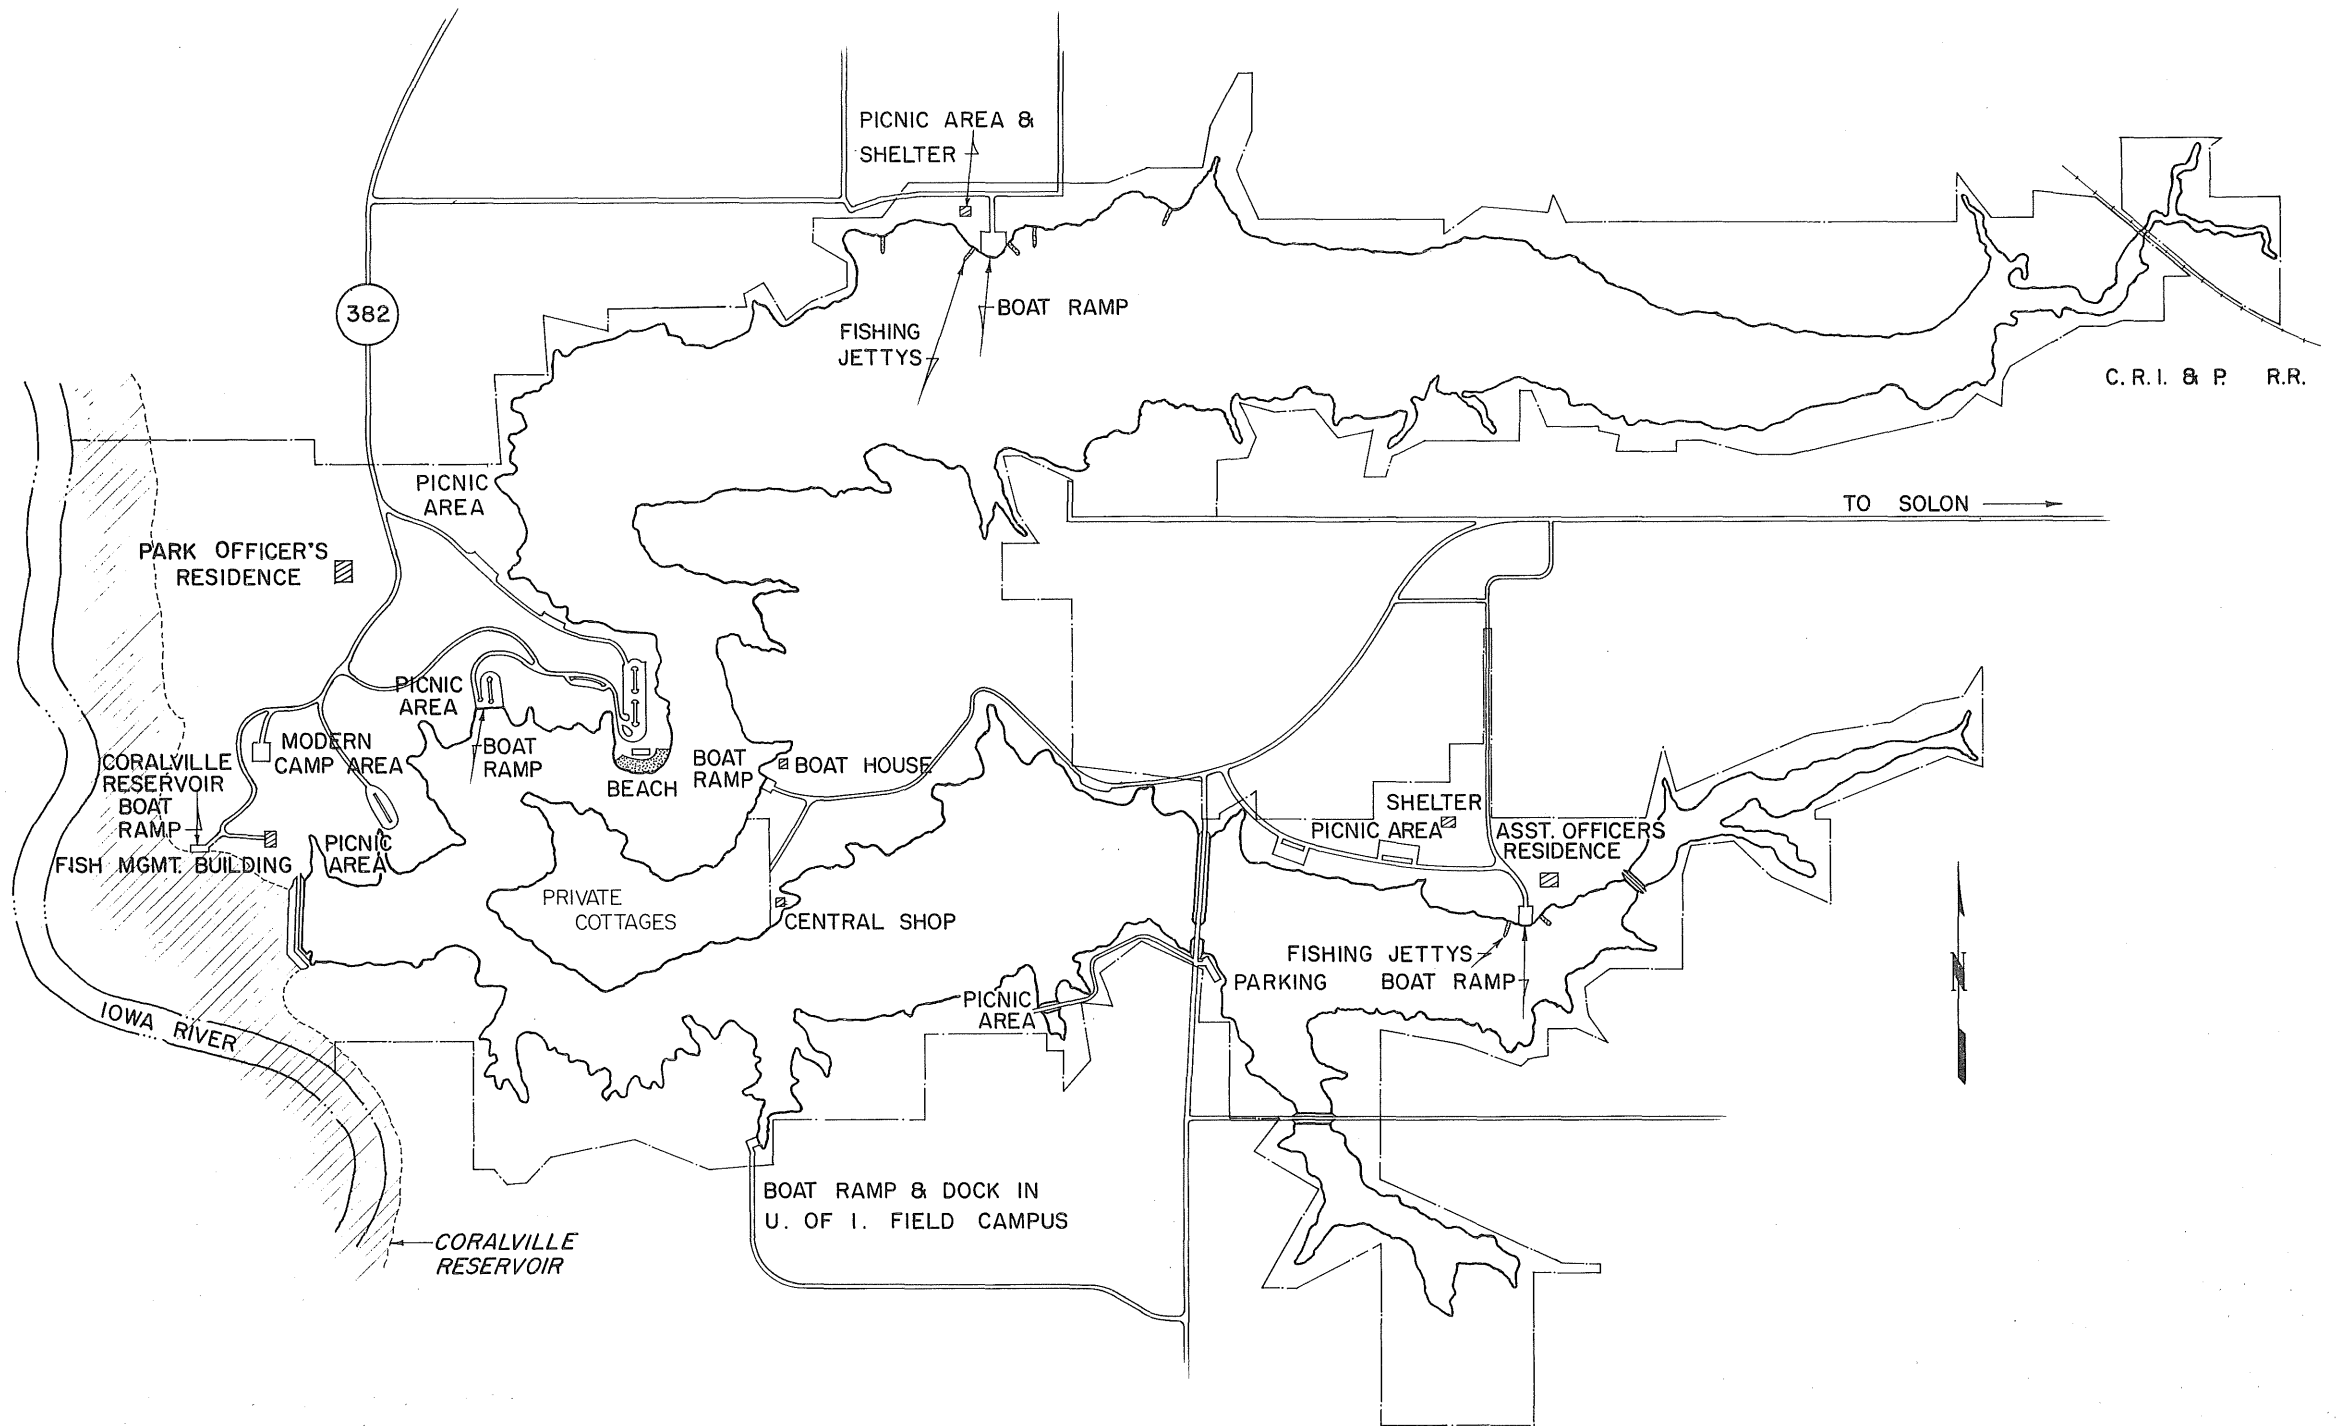 PICNIC AREA &
SHELTER
382
BOAT RAMP
FISHING
JETTYS
C. R. I. & P. R.R.
PICNIC
AREA
TO SOLON
PARK OFFICER'S
RESIDENCE
PICNIC
AREA
BOAT
RAMP
MODERN
CAMP AREA
CORALVILLE
RESERVOIR
BOAT
RAMP
BEACH
BOAT
RAMP
BOAT HOUSE
SHELTER
PICNIC AREA
ASST. OFFICERS
RESIDENCE
FISH MGMT. BUILDING
PICNIC
AREA
PRIVATE
COTTAGES
CENTRAL SHOP
FISHING JETTYS
BOAT RAMP
PARKING
PICNIC
AREA
N
IOWA RIVER
BOAT RAMP & DOCK IN
U. OF I. FIELD CAMPUS
CORALVILLE
RESERVOIR